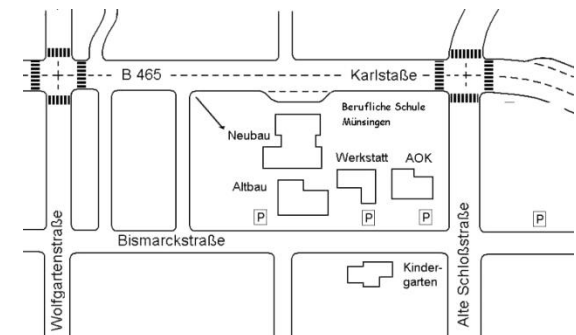 B 465
Karlstaße
Berufliche Schule
Münsingen
Neubau
Werkstatt
AOK
Altbau
P
P
P
P
Bismarckstraße
Wolfgartenstraße
Alte Schloßstraße
Kinder-
garten